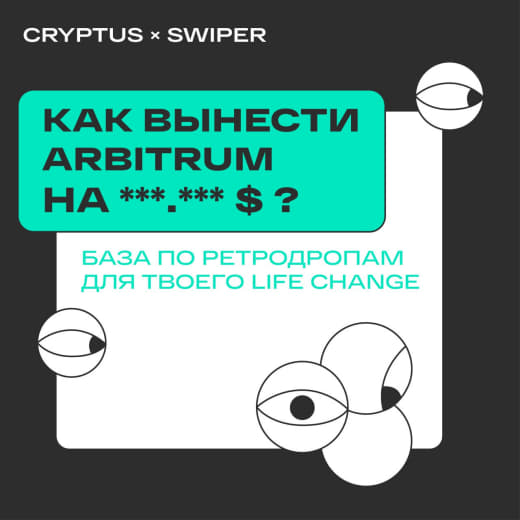 CRYPTUS × SWIPER
КАК ВЫНЕСТИ
ARBITRUM
НА ***.*** $ ?
БАЗА ПО РЕТРОДРОПАМ
ДЛЯ ТВОЕГО LIFE CHANGE